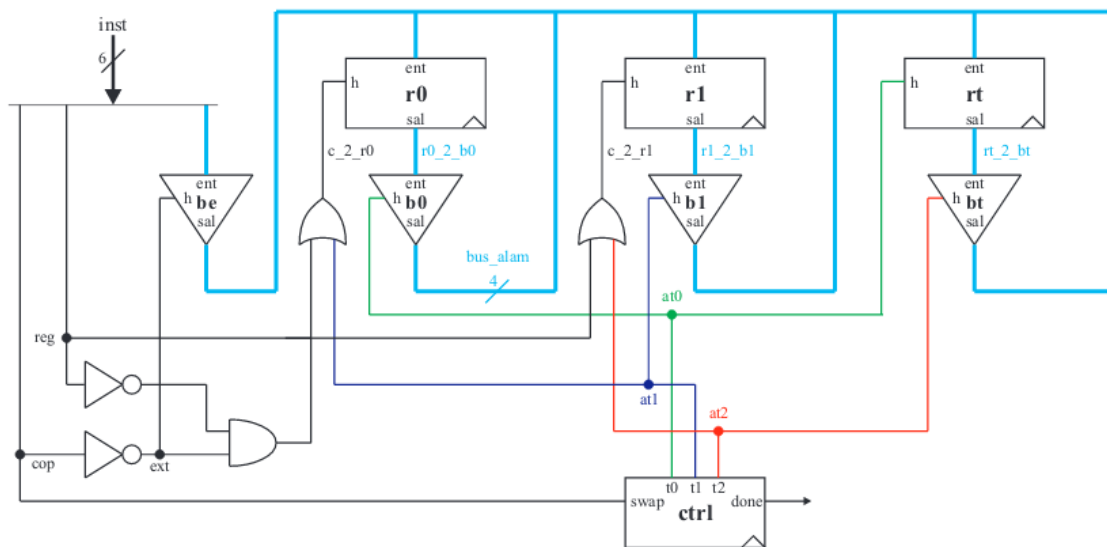 inst
6
ent
h
r0
sal
ent
h
r1
sal
ent
h
rt
sal
c_2_r0
r0_2_b0
c_2_r1
r1_2_b1
rt_2_bt
ent
h
be
sal
ent
h
b0
sal
ent
h
b1
sal
ent
h
bt
sal
bus_alam
4
at0
reg
at1
at2
cop
ext
t0 t1 t2
swap
done
ctrl